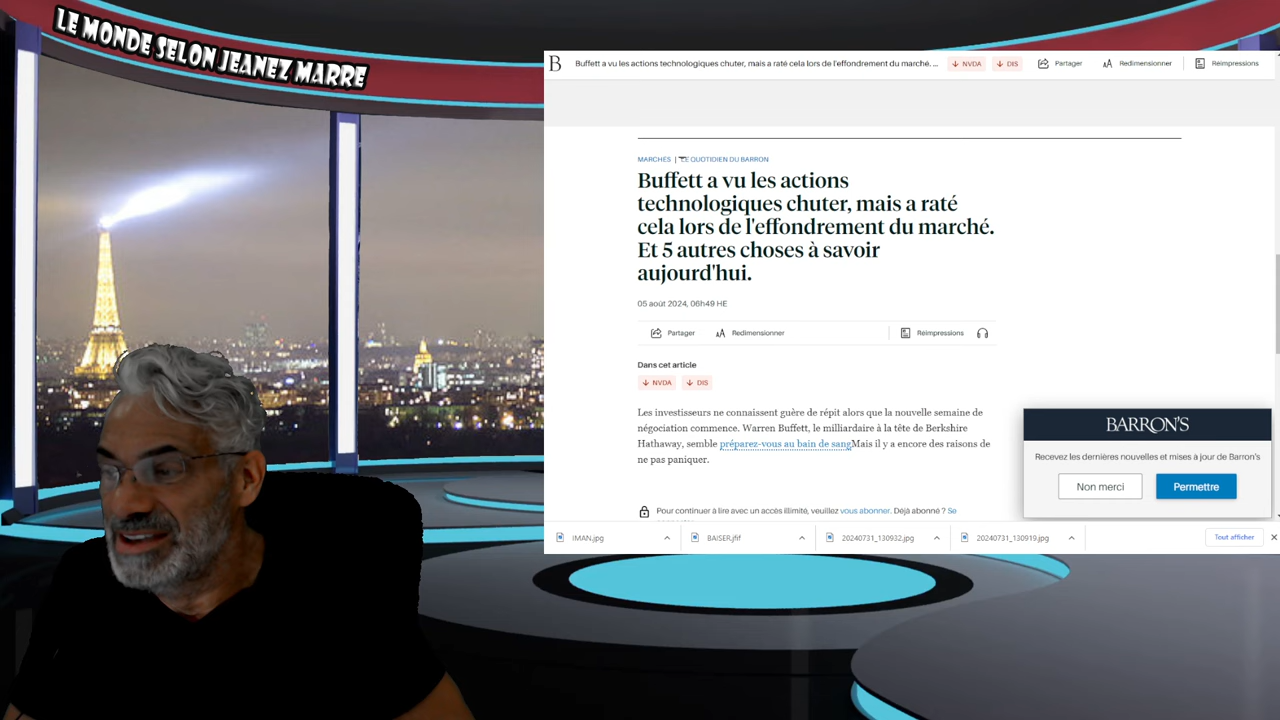 LE MONDE SELON JEANEZ MARRE
B
Buffett a vu les actions technologiques chuter, mais a raté cela lors de l'effondrement du marché. ...
NVDA
DIS
Partager
Redimensionner
Réimpressions
MARCHÉS | LE QUOTIDIEN DU BARRON
Buffett a vu les actions
technologiques chuter, mais a raté
cela lors de l'effondrement du marché.
Et 5 autres choses à savoir
aujourd'hui.
05 août 2024, 06h49 HE
Partager
Redimensionner
Réimpressions
Dans cet article
NVDA
DIS
Les investisseurs ne connaissent guère de répit alors que la nouvelle semaine de
négociation commence. Warren Buffett, le milliardaire à la tête de Berkshire
Hathaway, semble préparez-vous au bain de sangMais il y a encore des raisons de
ne pas paniquer.
Pour continuer à lire avec un accès illimité, veuillez vous abonner. Déjà abonné ? Se
BARRON'S
Recevez les dernières nouvelles et mises à jour de Barron's
Non merci
Permettre
IMAN.jpg
BAISER.jfif
20240731_130932.jpg
20240731_130919.jpg
Tout afficher